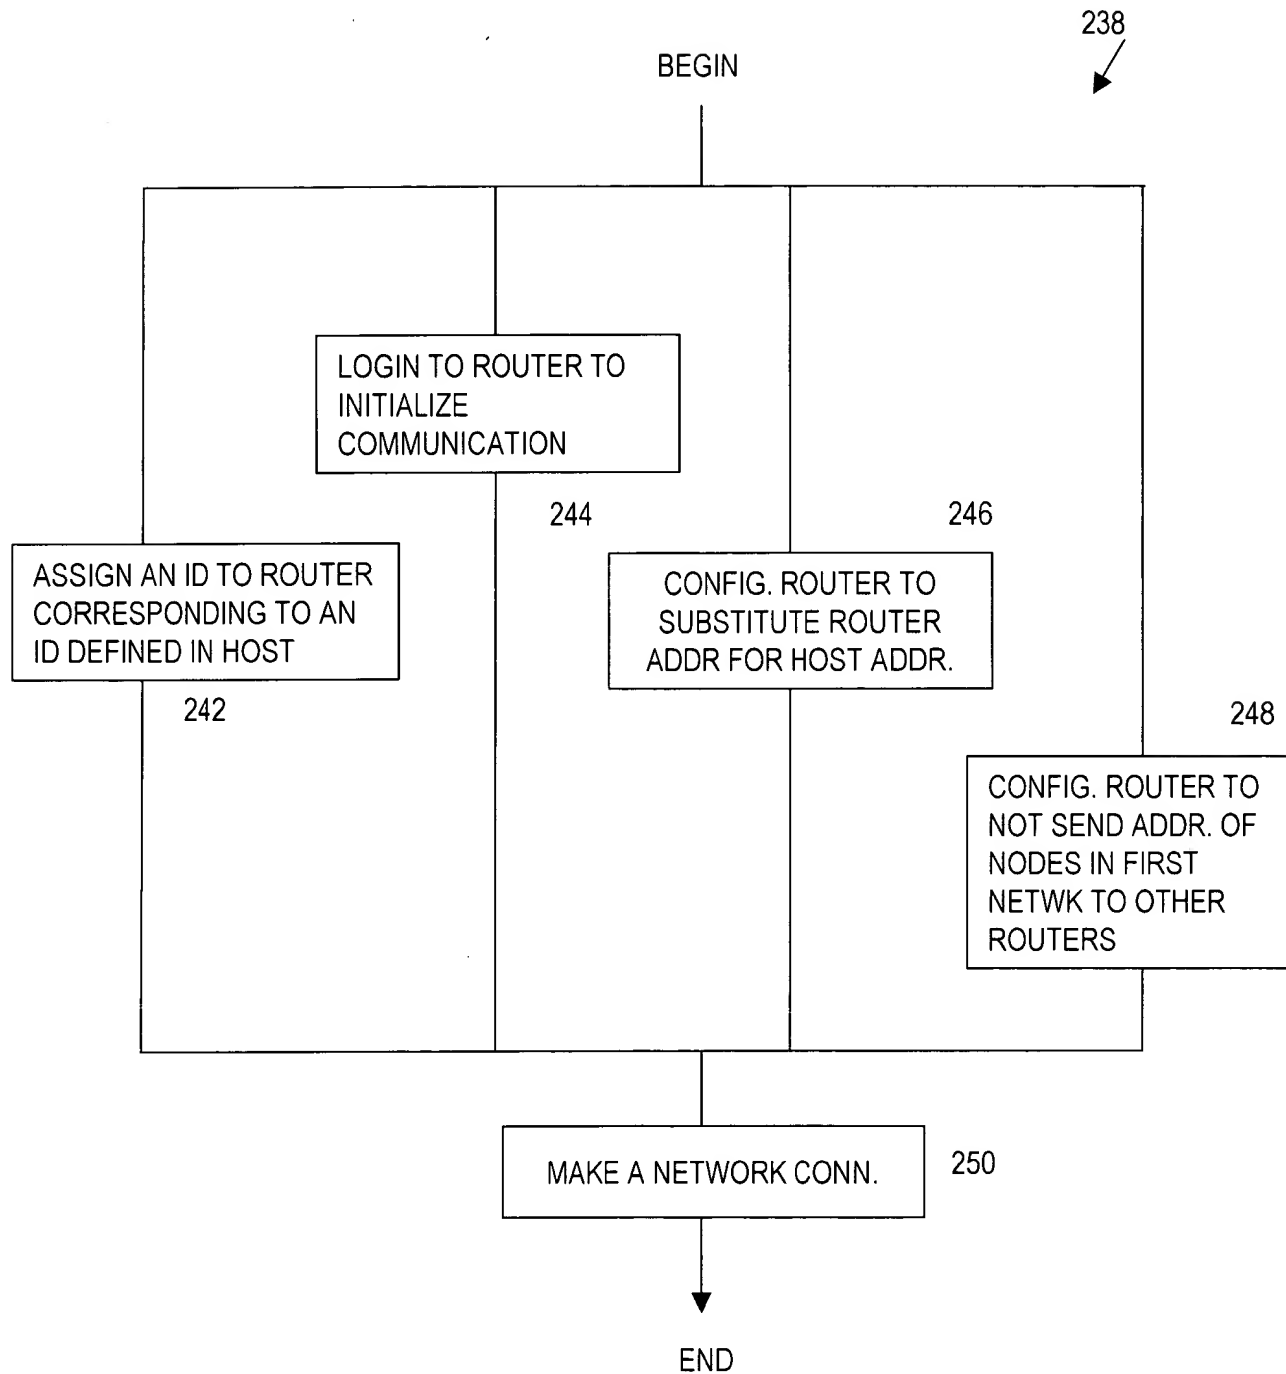 238
BEGIN
LOGIN TO ROUTER TO
INITIALIZE
COMMUNICATION
244
246
ASSIGN AN ID TO ROUTER
CORRESPONDING TO AN
ID DEFINED IN HOST
242
CONFIG. ROUTER TO
SUBSTITUTE ROUTER
ADDR FOR HOST ADDR.
248
CONFIG. ROUTER TO
NOT SEND ADDR. OF
NODES IN FIRST
NETWK TO OTHER
ROUTERS
MAKE A NETWORK CONN.
250
END